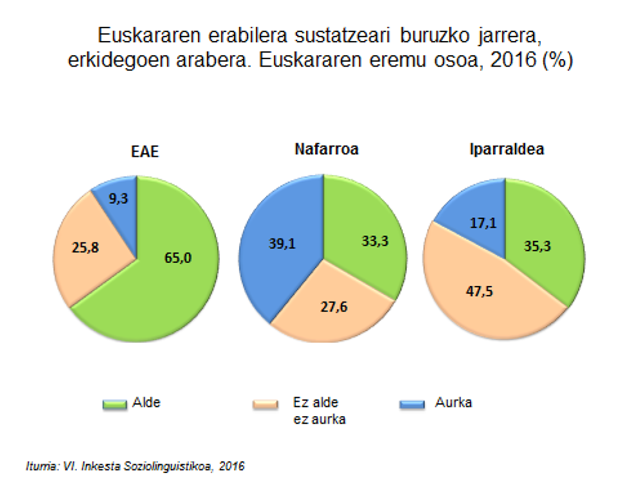 Euskararen erabilera sustatzeari buruzko jarrera,
erkidegoen arabera. Euskararen eremu osoa, 2016 (%)
EAE
9,3
25,8
65,0
Nafarroa
39,1
33,3
27,6
Iparraldea
17,1
35,3
47,5
Alde
Ez alde
ez aurka
Aurka
Iturria: VI. Inkesta Soziolinguistikoa, 2016